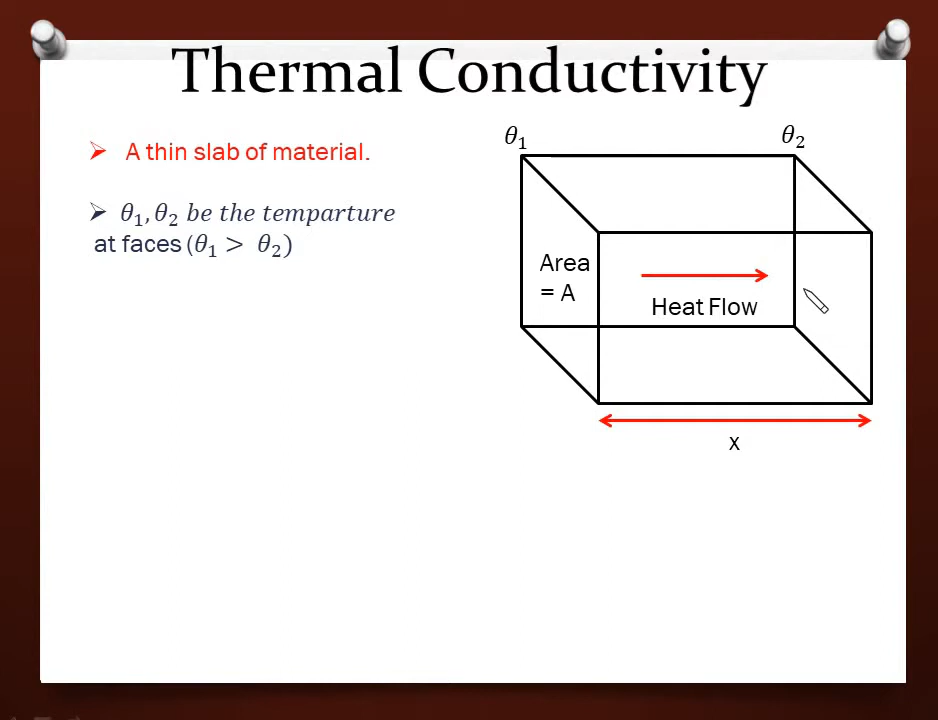 Thermal Conductivity
➢ A thin slab of material.
➢ θ₁, θ₂ be the temparture
at faces (θ₁ > θ₂)
θ₁
θ₂
Area
= A
Heat Flow
x